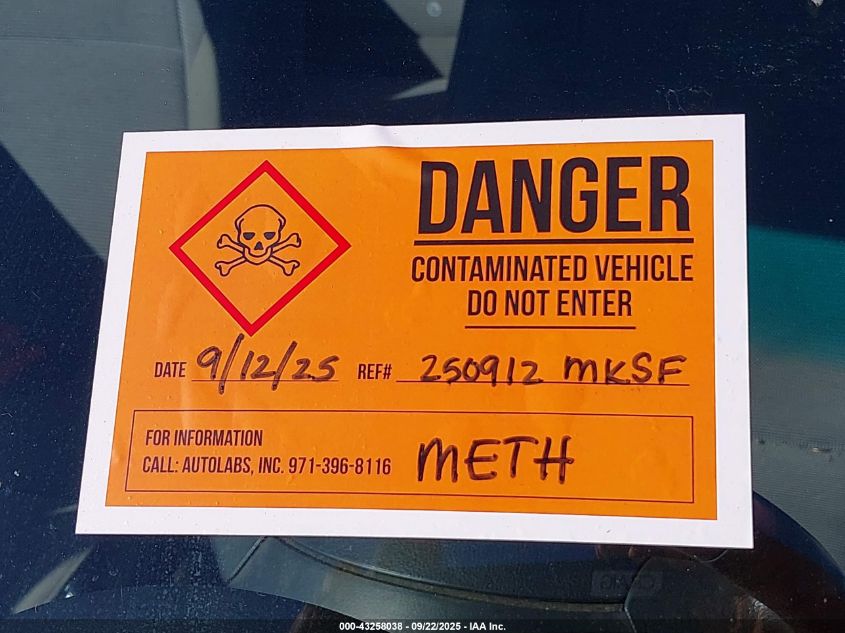 DANGER
CONTAMINATED VEHICLE
DO NOT ENTER
DATE 9/12/25 REF# 250912 MKSF
FOR INFORMATION
CALL: AUTOLABS, INC. 971-396-8116 METH
000-43258038 - 09/22/2025 - IAA Inc.